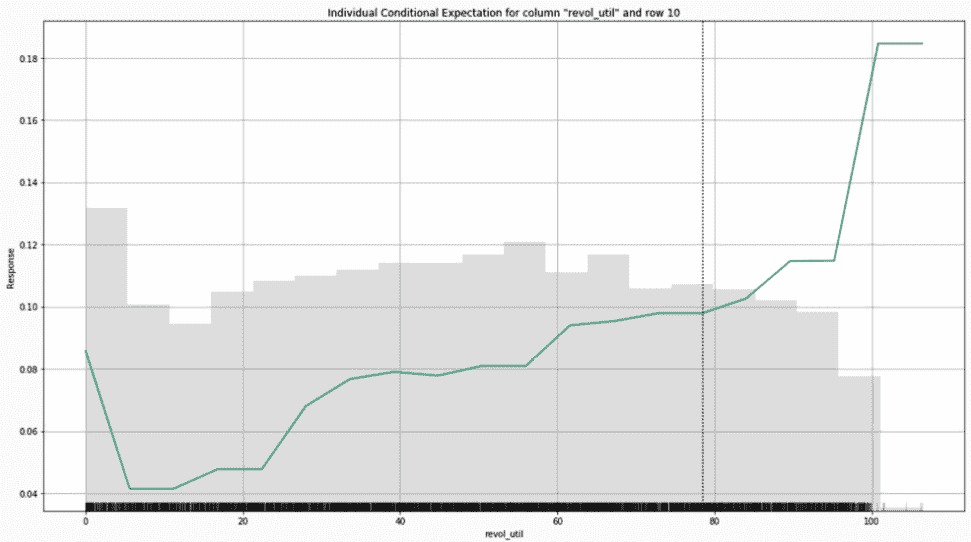 Individual Conditional Expectation for column "revol_util" and row 10
0.18
0.16
0.14
0.12
0.10
0.08
0.06
0.04
Response
0 20 40 60 80 100
revol_util